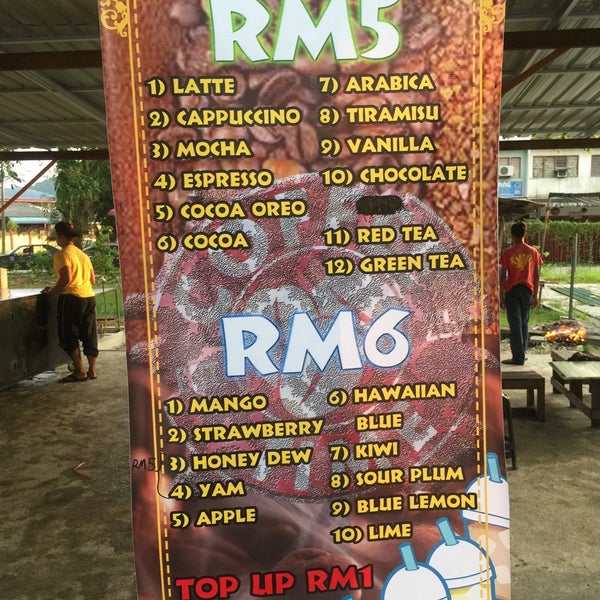 RM5
1) LATTE
2) CAPPUCCINO
3) MOCHA
4) ESPRESSO
5) COCOA OREO
6) COCOA
7) ARABICA
8) TIRAMISU
9) VANILLA
10) CHOCOLATE
11) RED TEA
12) GREEN TEA
RM6
1) MANGO
2) STRAWBERRY
3) HONEY DEW
RM5
4) YAM
5) APPLE
6) HAWAIIAN
BLUE
7) KIWI
8) SOUR PLUM
9) BLUE LEMON
10) LIME
TOP UP RM1